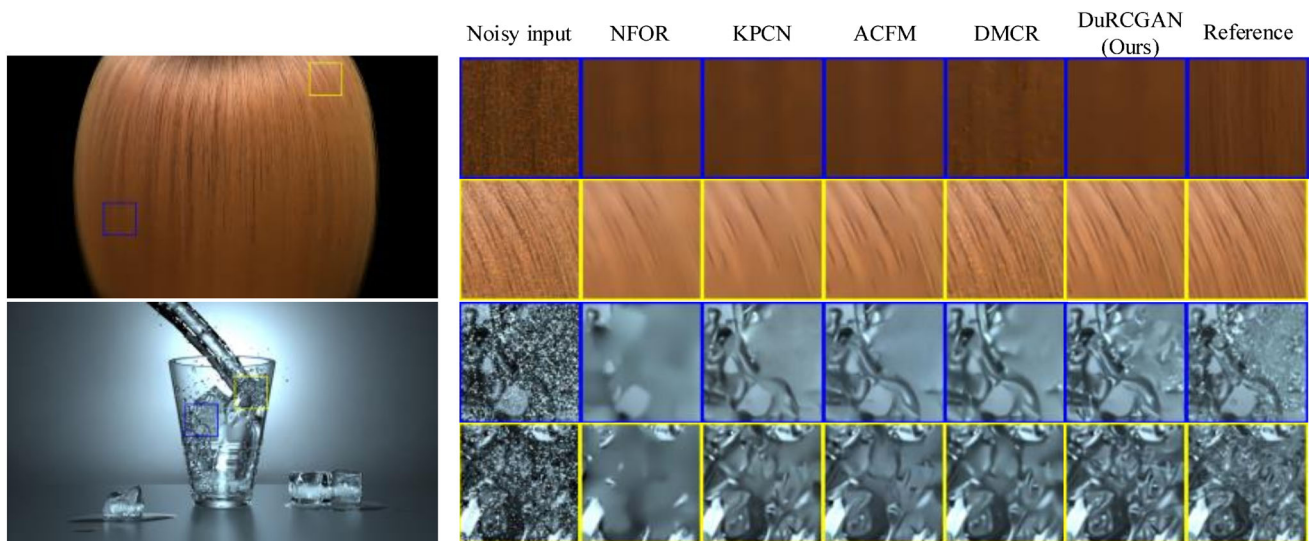 Noisy input NFOR KPCN ACFM DMCR DuRCGAN Reference
(Ours)